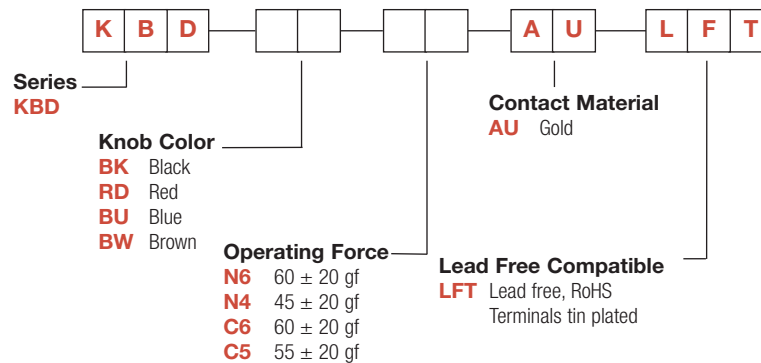 K B D A U L F T
Series
KBD
Knob Color
BK Black
RD Red
BU Blue
BW Brown
Operating Force
N6 60 ± 20 gf
N4 45 ± 20 gf
C6 60 ± 20 gf
C5 55 ± 20 gf
Contact Material
AU Gold
Lead Free Compatible
LFT Lead free, RoHS
Terminals tin plated